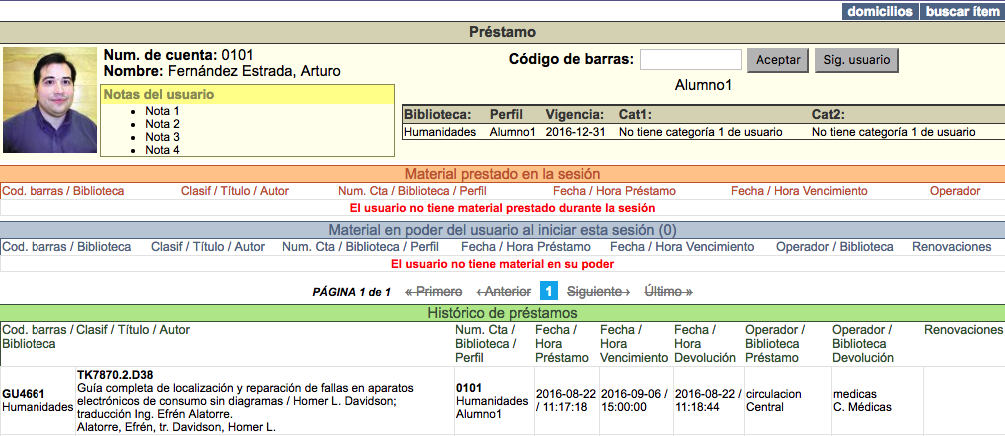 domicilios buscar ítem
Préstamo
Num. de cuenta: 0101
Nombre: Fernández Estrada, Arturo
Notas del usuario
Nota 1
Nota 2
Nota 3
Nota 4
Código de barras: Aceptar Sig. usuario
Alumno1
Biblioteca: Perfil Vigencia: Cat1: Cat2:
Humanidades Alumno1 2016-12-31 No tiene categoría 1 de usuario No tiene categoría 2 de usuario
Material prestado en la sesión
Cod. barras / Biblioteca Clasif / Título / Autor Num. Cta / Biblioteca / Perfil Fecha / Hora Préstamo Fecha / Hora Vencimiento Operador
El usuario no tiene material prestado durante la sesión
Material en poder del usuario al iniciar esta sesión (0)
Cod. barras / Biblioteca Clasif / Título / Autor Num. Cta / Biblioteca / Perfil Fecha / Hora Préstamo Fecha / Hora Vencimiento Operador / Biblioteca Renovaciones
El usuario no tiene material en su poder
PÁGINA 1 de 1 « Primero ‹ Anterior 1 Siguiente › Último »
Histórico de préstamos
Cod. barras / Biblioteca
Clasif / Título / Autor
Num. Cta / Biblioteca / Perfil
Fecha / Hora Préstamo
Fecha / Hora Vencimiento
Fecha / Hora Devolución
Operador / Biblioteca Préstamo
Operador / Biblioteca Devolución
Renovaciones
GU4661
Humanidades
TK7870.2.D38
Guía completa de localización y reparación de fallas en aparatos
electrónicos de consumo sin diagramas / Homer L. Davidson;
traducción Ing. Efrén Alatorre.
Alatorre, Efrén, tr. Davidson, Homer L.
0101
Humanidades
Alumno1
2016-08-22
/ 11:17:18
2016-09-06 /
15:00:00
2016-08-22
/ 11:18:44
circulacion
Central
medicas
C. Médicas